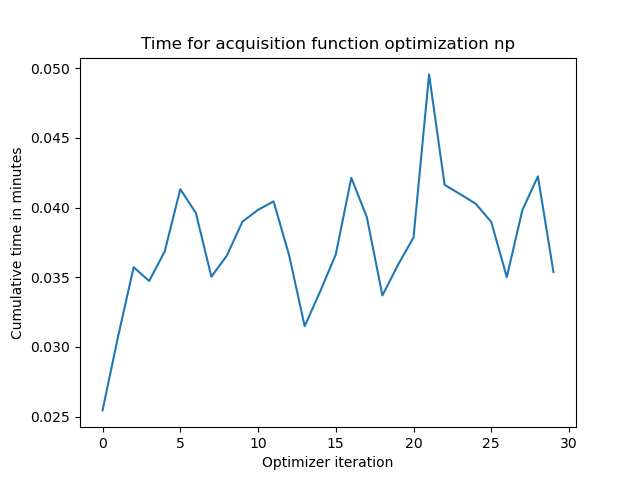 Time for acquisition function optimization np
Cumulative time in minutes
0.050
0.045
0.040
0.035
0.030
0.025
0 5 10 15 20 25 30
Optimizer iteration